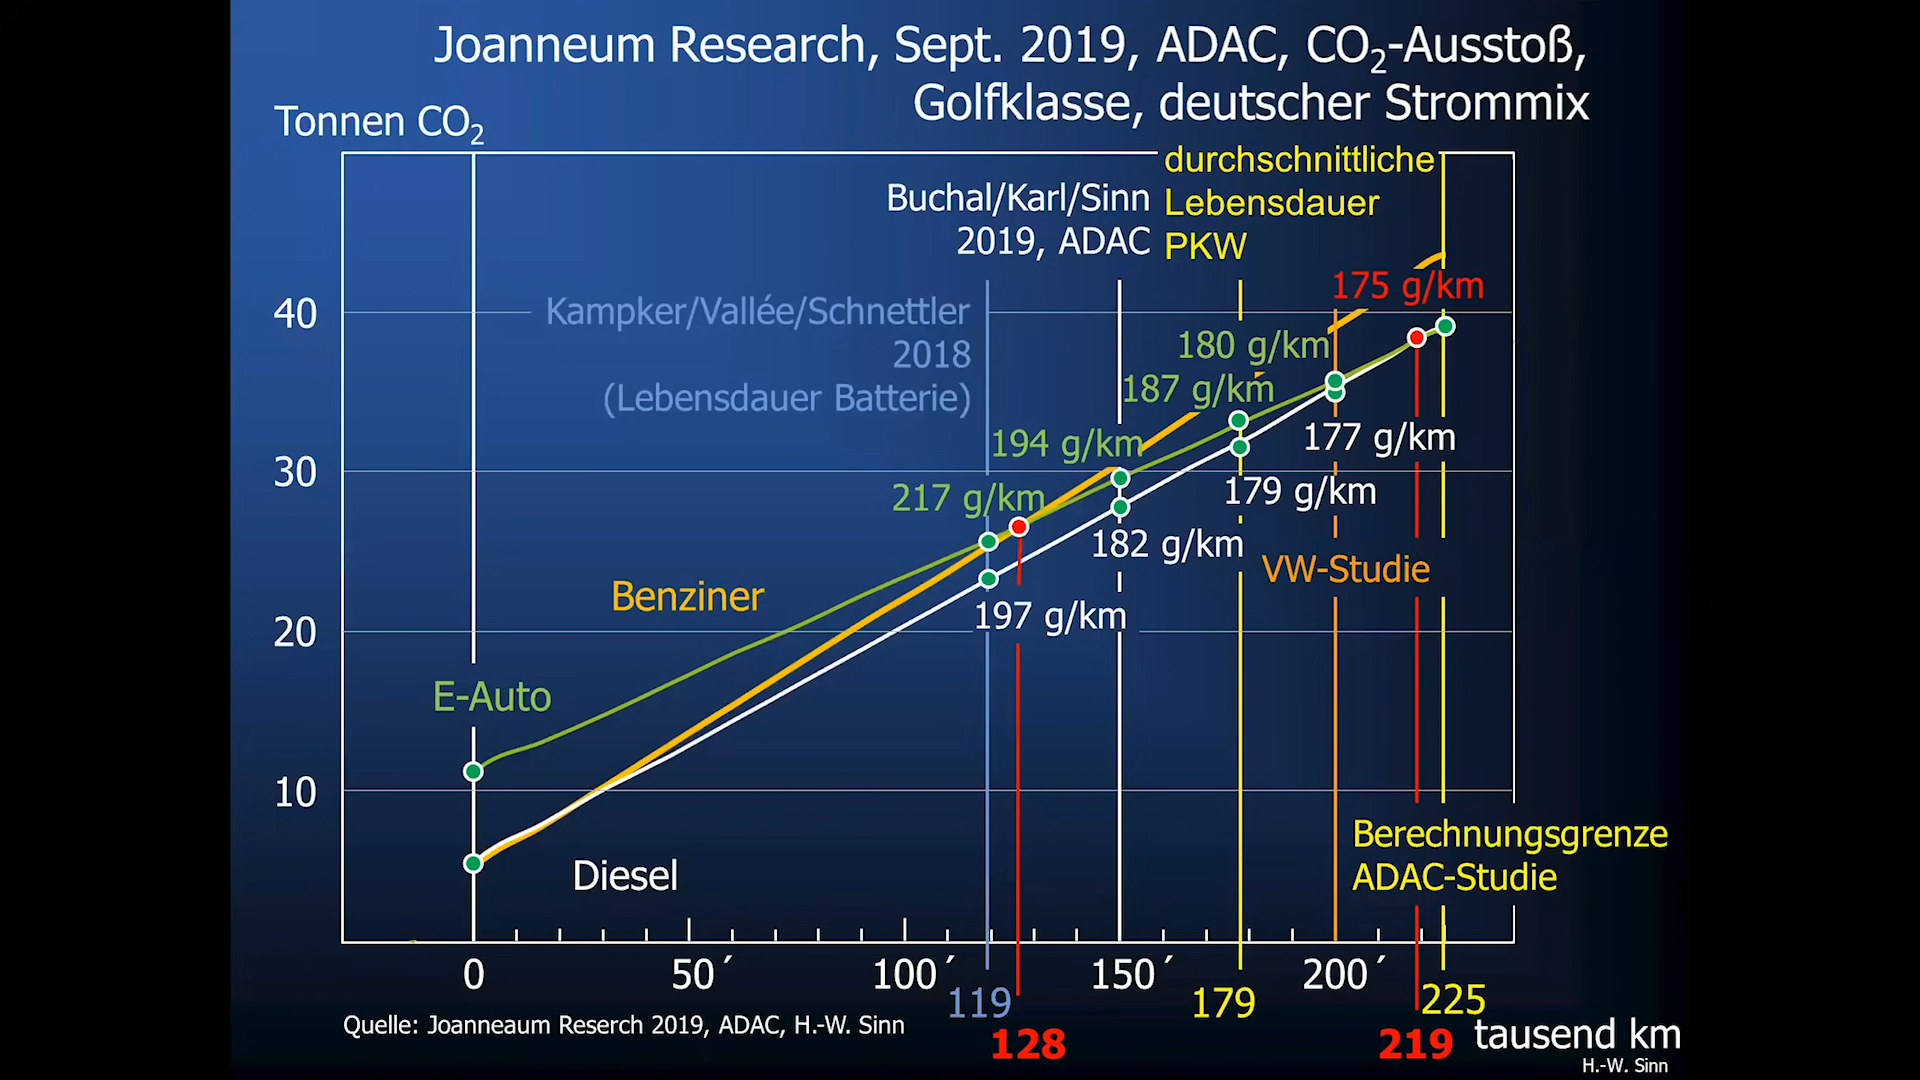 Joanneum Research, Sept. 2019, ADAC, CO₂-Ausstoß,
Golfklasse, deutscher Strommix
Tonnen CO₂
durchschnittliche
Lebensdauer
PKW
Buchal/Karl/Sinn
2019, ADAC
Kampker/Vallée/Schnettler
2018
(Lebensdauer Batterie)
175 g/km
180 g/km
187 g/km
194 g/km
217 g/km
177 g/km
179 g/km
182 g/km
197 g/km
VW-Studie
Benziner
E-Auto
Diesel
Berechnungsgrenze
ADAC-Studie
40
30
20
10
0
50´
100´
150´
200´
119
179
225
128
219
tausend km
Quelle: Joanneaum Reserch 2019, ADAC, H.-W. Sinn
H.-W. Sinn